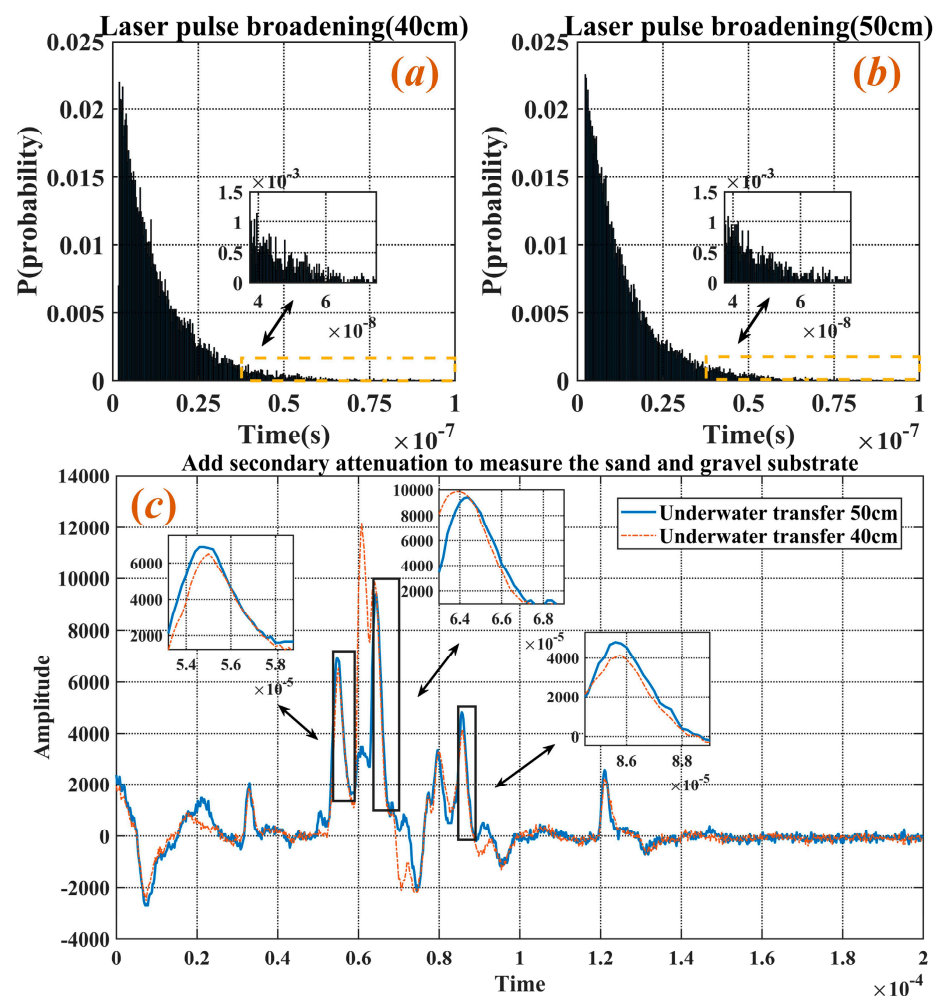 Laser pulse broadening(40cm)
0.025
0.02
0.015
0.01
0.005
0
P(probability)
(a)
×10⁻³
1.5
1
0.5
0
4 6
×10⁻⁸
0 0.25 0.5 0.75 1
Time(s)
×10⁻⁷
Laser pulse broadening(50cm)
0.025
0.02
0.015
0.01
0.005
0
P(probability)
(b)
×10⁻³
1.5
1
0.5
0
4 6
×10⁻⁸
0 0.25 0.5 0.75 1
Time(s)
×10⁻⁷
Add secondary attenuation to measure the sand and gravel substrate
14000
12000
10000
8000
6000
4000
2000
0
-2000
-4000
Amplitude
(c)
Underwater transfer 50cm
Underwater transfer 40cm
6000
4000
2000
5.4 5.6 5.8
×10⁻⁵
10000
8000
6000
4000
2000
6.4 6.6 6.8
×10⁻⁵
4000
2000
0
8.6 8.8
×10⁻⁵
0 0.2 0.4 0.6 0.8 1 1.2 1.4 1.6 1.8 2
Time
×10⁻⁴